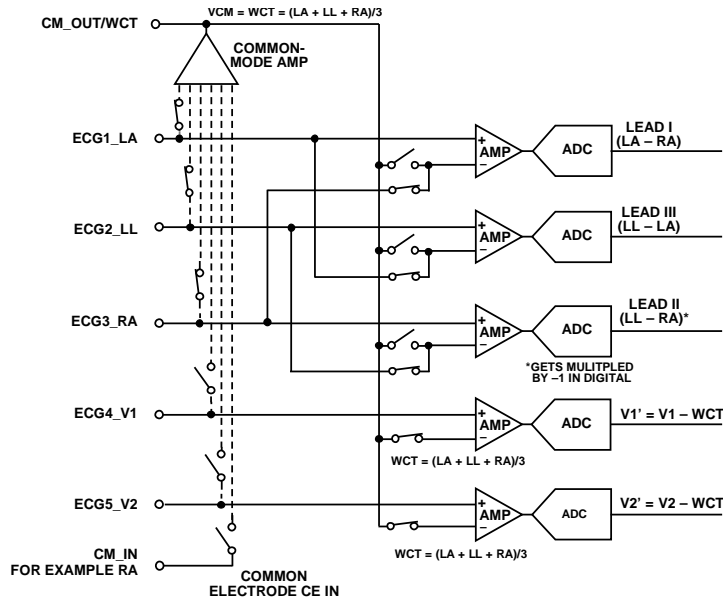 CM_OUT/WCT
VCM = WCT = (LA + LL + RA)/3
COMMON-
MODE AMP
ECG1_LA
+
AMP
–
ADC
LEAD I
(LA – RA)
ECG2_LL
+
AMP
–
ADC
LEAD III
(LL – LA)
ECG3_RA
+
AMP
–
ADC
LEAD II
(LL – RA)*
*GETS MULITPLED
BY –1 IN DIGITAL
ECG4_V1
+
AMP
–
ADC
V1' = V1 – WCT
WCT = (LA + LL + RA)/3
ECG5_V2
+
AMP
–
ADC
V2' = V2 – WCT
WCT = (LA + LL + RA)/3
CM_IN
FOR EXAMPLE RA
COMMON
ELECTRODE CE IN